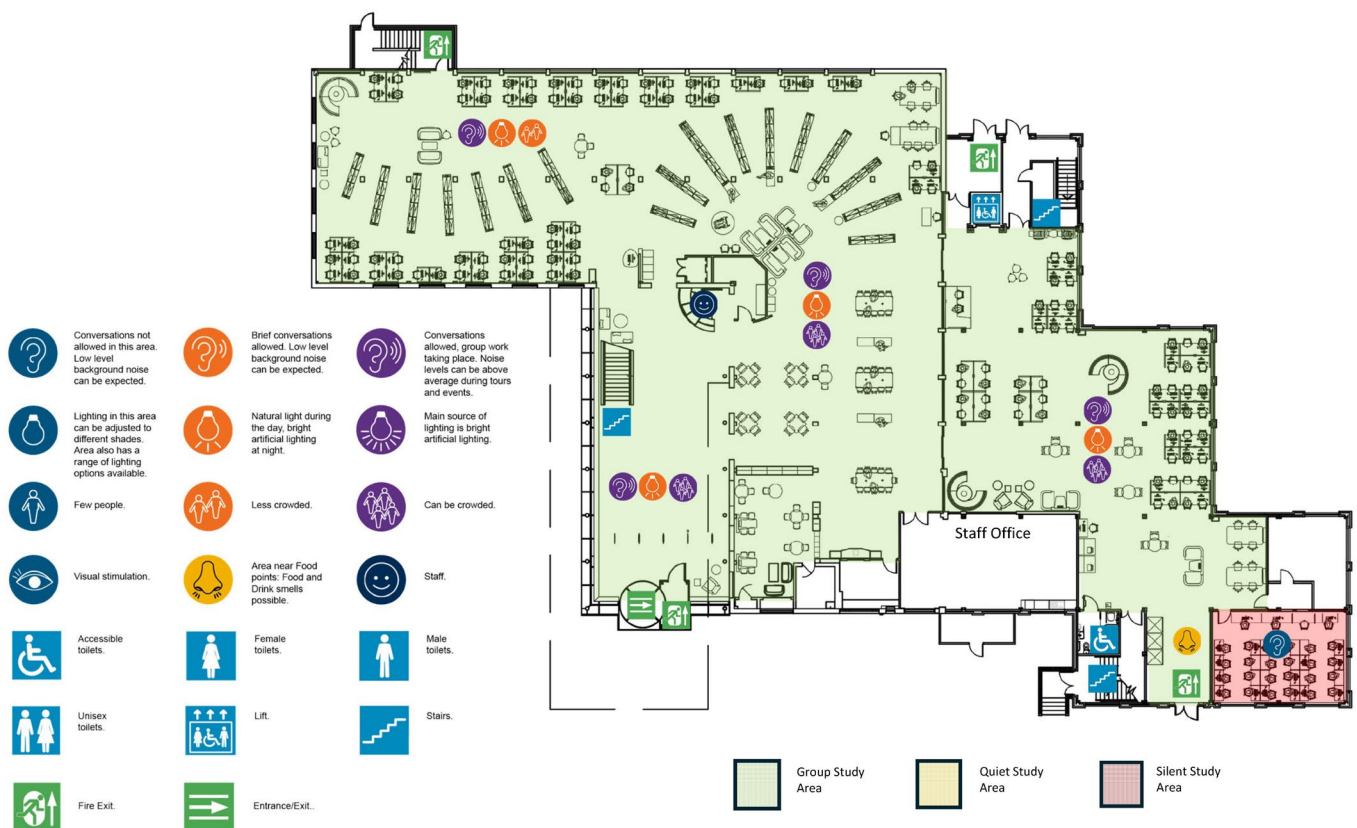 Staff Office
Conversations not
allowed in this area.
Low level
background noise
can be expected.
Brief conversations
allowed. Low level
background noise
can be expected.
Conversations
allowed, group work
taking place. Noise
levels can be above
average during tours
and events.
Lighting in this area
can be adjusted to
different shades.
Area also has a
range of lighting
options available.
Natural light during
the day, bright
artificial lighting
at night.
Main source of
lighting is bright
artificial lighting.
Few people.
Less crowded.
Can be crowded.
Visual stimulation.
Area near Food
points: Food and
Drink smells
possible.
Staff.
Accessible
toilets.
Female
toilets.
Male
toilets.
Unisex
toilets.
Lift.
Stairs.
Fire Exit.
Entrance/Exit..
Group Study
Area
Quiet Study
Area
Silent Study
Area